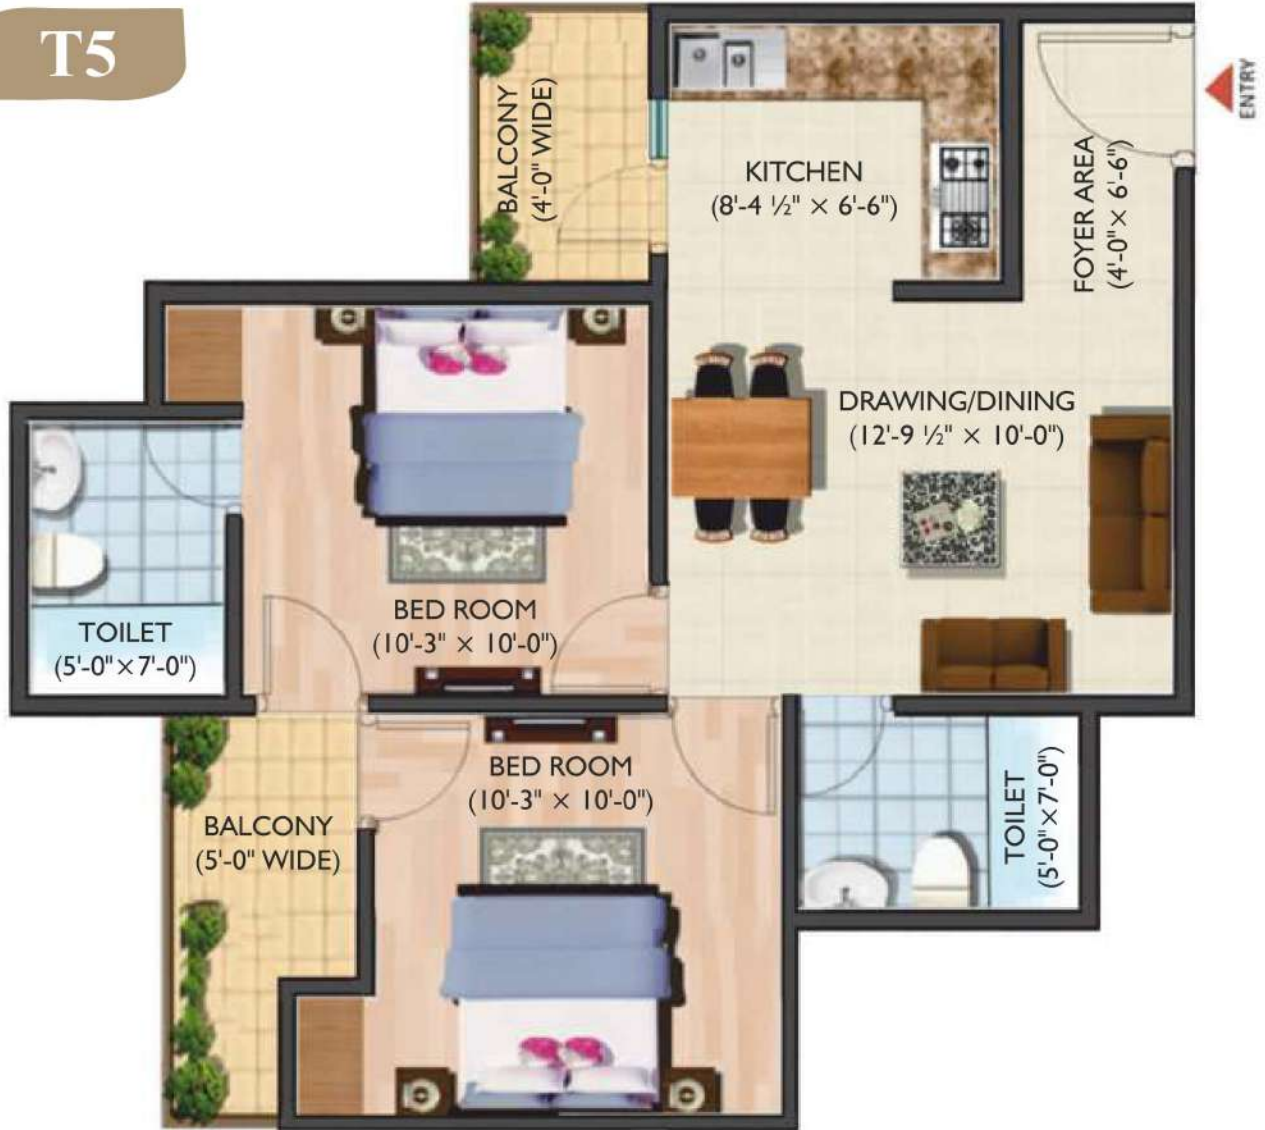 T5
ENTRY
BALCONY
(4'-0" WIDE)
KITCHEN
(8'-4 ½" × 6'-6")
FOYER AREA
(4'-0"× 6'-6")
DRAWING/DINING
(12'-9 ½" × 10'-0")
BED ROOM
(10'-3" × 10'-0")
TOILET
(5'-0"×7'-0")
BED ROOM
(10'-3" × 10'-0")
BALCONY
(5'-0" WIDE)
TOILET
(5'-0"×7'-0")